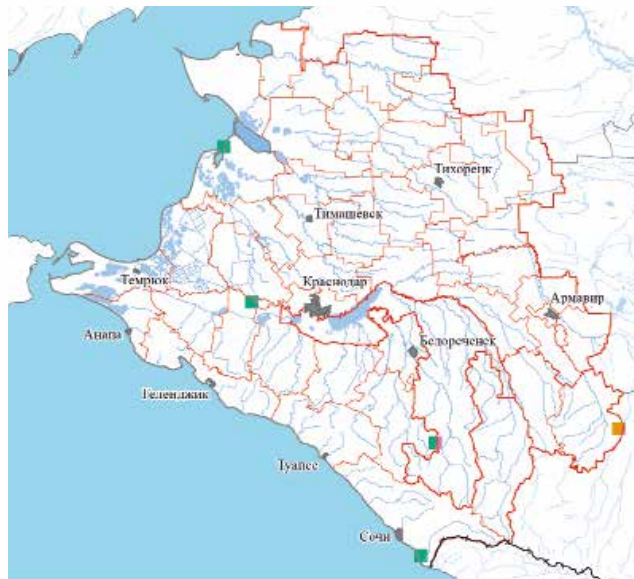 Тихорецк
Тимашевск
Темрюк
Краснодар
Армавир
Анапа
Белореченск
Геленджик
Туапсе
Сочи